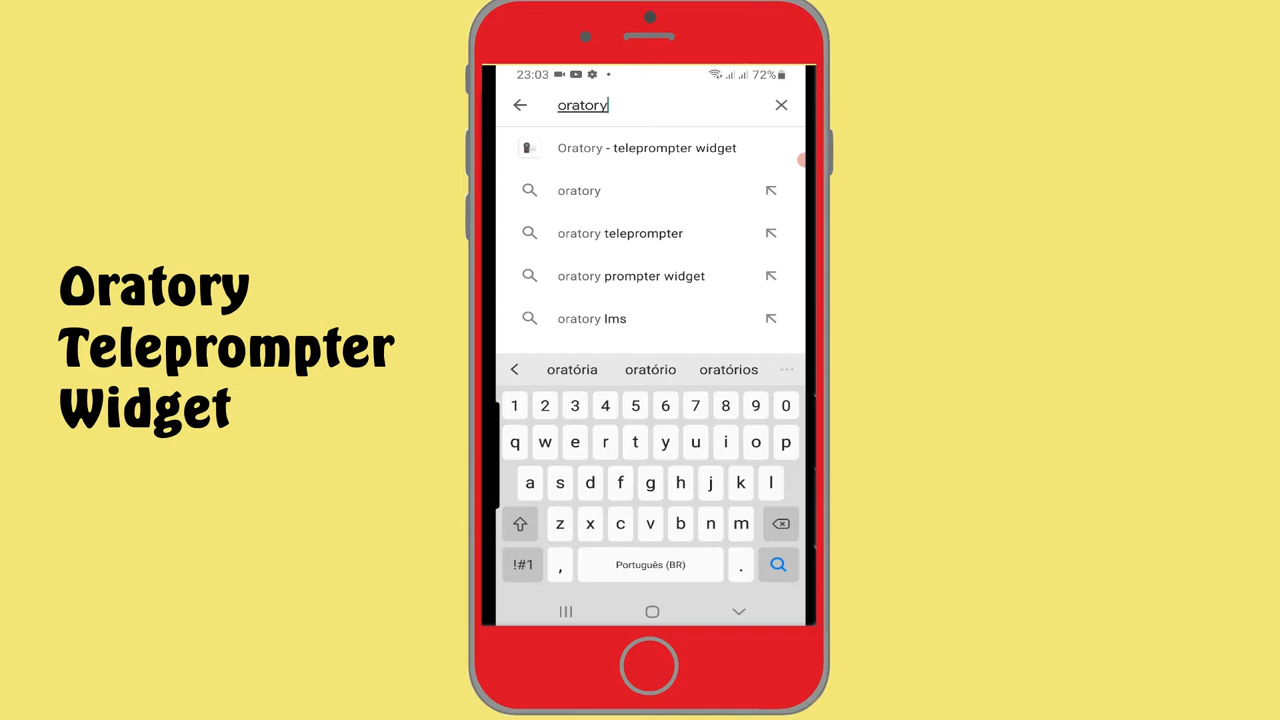 Oratory
Teleprompter
Widget
23:03 72%
oratory
Oratory - teleprompter widget
oratory
oratory teleprompter
oratory prompter widget
oratory lms
oratória oratório oratórios
1 2 3 4 5 6 7 8 9 0
q w e r t y u i o p
a s d f g h j k l
z x c v b n m
!#1 , Português (BR) .